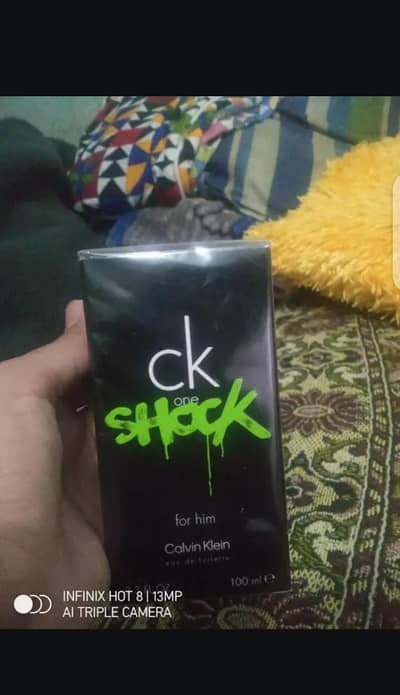 ck
one
SHOCK
for him
Calvin Klein
eau de toilette
100 ml e
INFINIX HOT 8 | 13MP
AI TRIPLE CAMERA